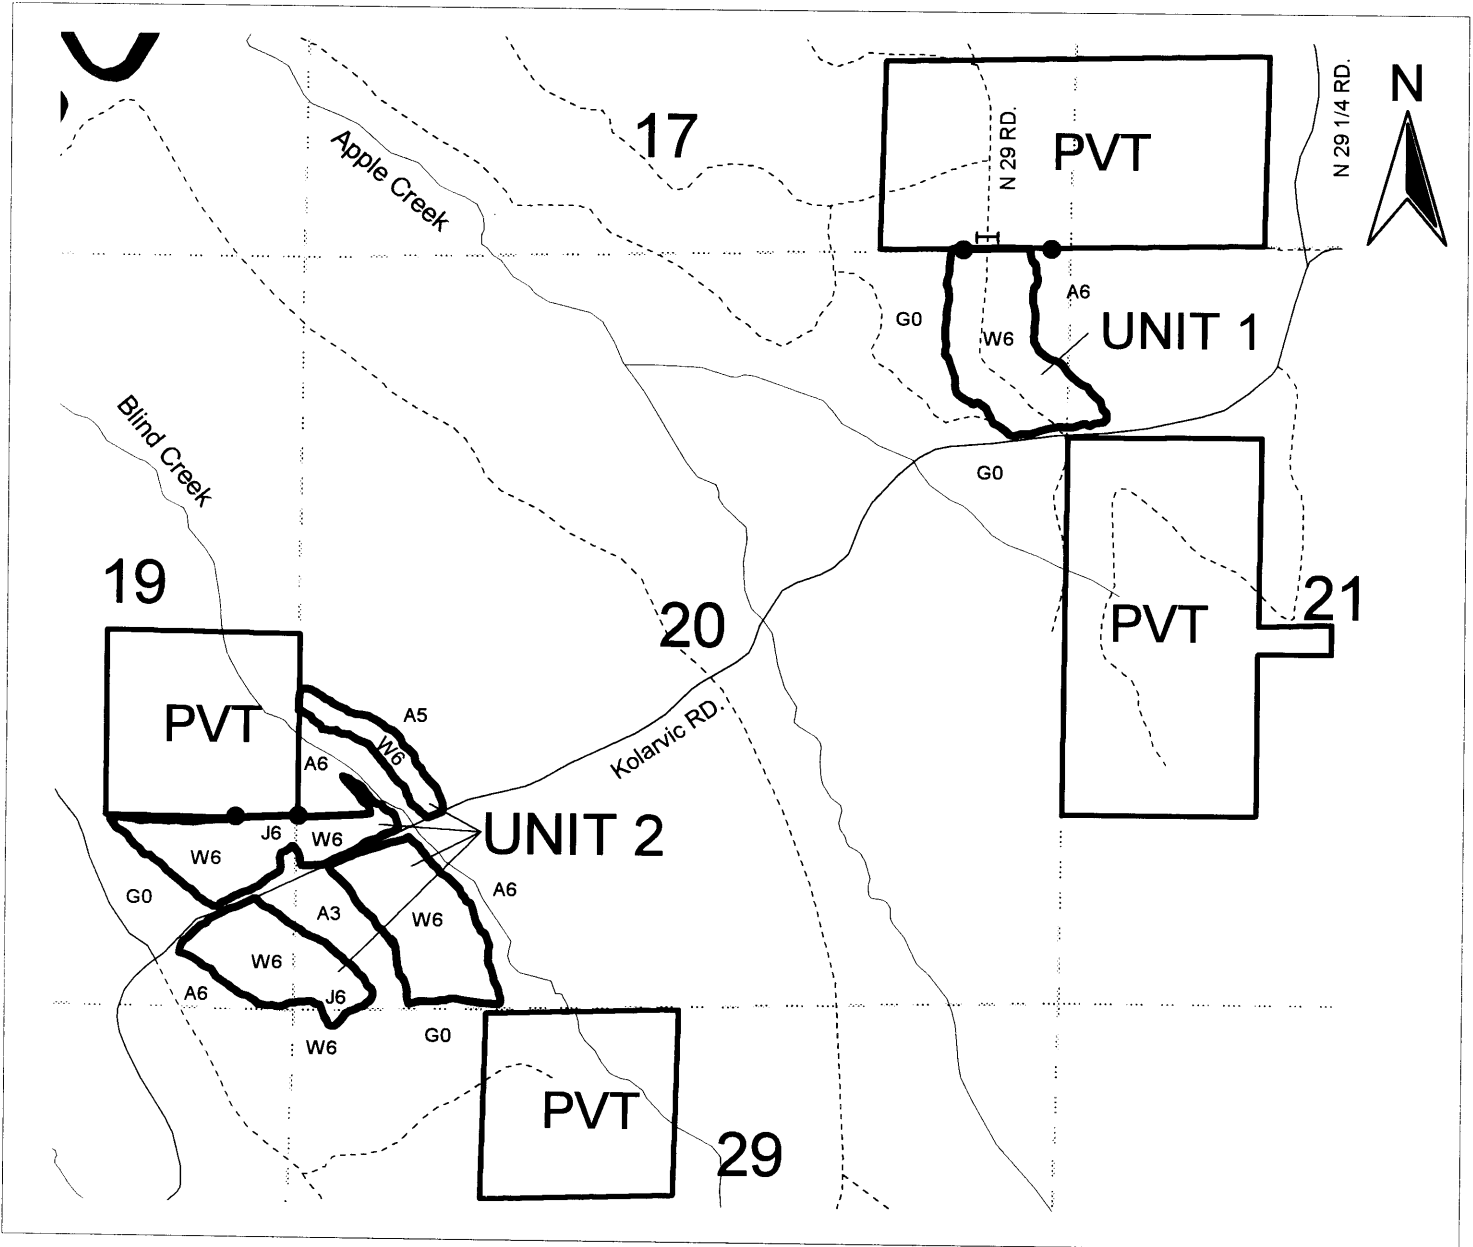 N
17
PVT
N 29 RD.
N 29 1/4 RD.
Apple Creek
A6
G0
W6
UNIT 1
Blind Creek
G0
19
20
PVT
21
PVT
A5
W6
A6
Kolarvic RD.
J6
W6
UNIT 2
W6
G0
A3
W6
A6
W6
A6
J6
W6
G0
PVT
29